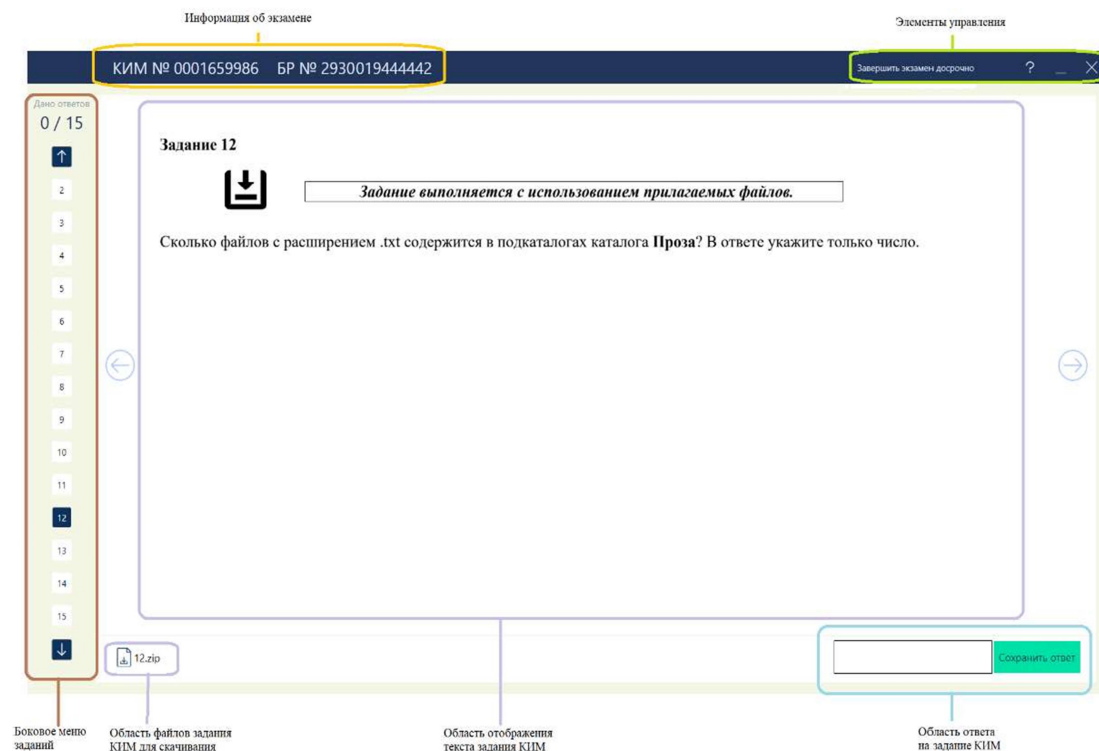 Информация об экзамене
Элементы управления
КИМ № 0001659986 БР № 2930019444442
Завершить экзамен досрочно ? _ X
Дано ответов
0 / 15
2
3
4
5
6
7
8
9
10
11
12
13
14
15
Задание 12
Задание выполняется с использованием прилагаемых файлов.
Сколько файлов с расширением .txt содержится в подкаталогах каталога Проза? В ответе укажите только число.
12.zip
Сохранить ответ
Боковое меню
заданий
Область файлов задания
КИМ для скачивания
Область отображения
текста задания КИМ
Область ответа
на задание КИМ